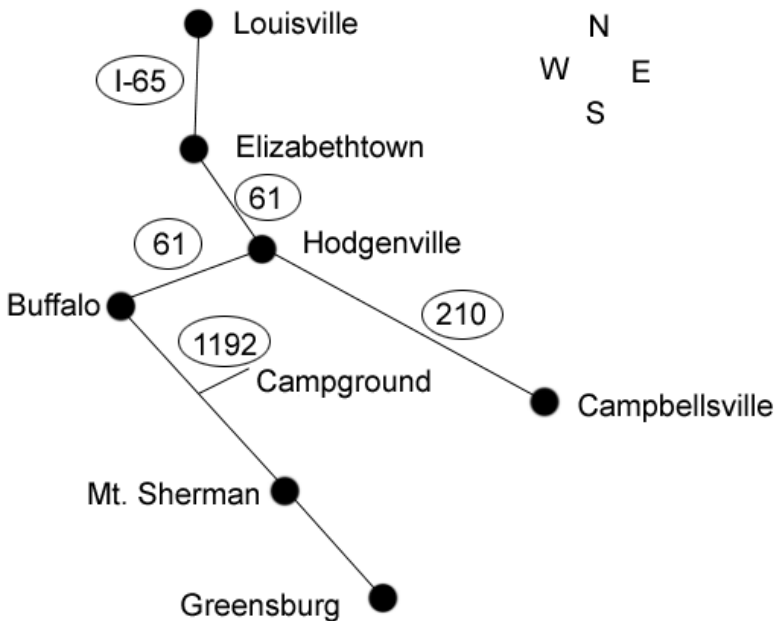 Louisville
N
I-65
W E
S
Elizabethtown
61
61
Hodgenville
Buffalo
210
1192
Campground
Campbellsville
Mt. Sherman
Greensburg